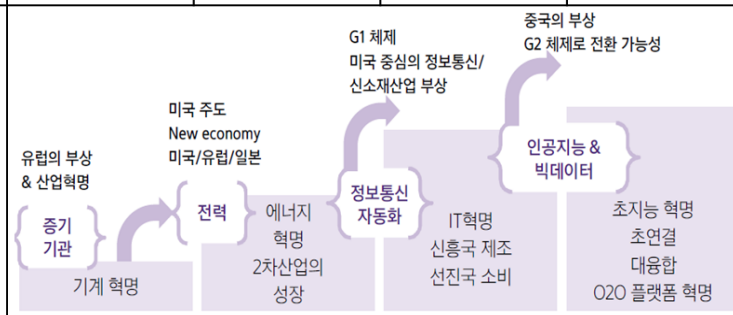 유럽의 부상
& 산업혁명
증기
기관
기계 혁명
미국 주도
New economy
미국/유럽/일본
전력
에너지
혁명
2차산업의
성장
G1 체제
미국 중심의 정보통신/
신소재산업 부상
정보통신
자동화
IT혁명
신흥국 제조
선진국 소비
중국의 부상
G2 체제로 전환 가능성
인공지능 &
빅데이터
초지능 혁명
초연결
대융합
O2O 플랫폼 혁명